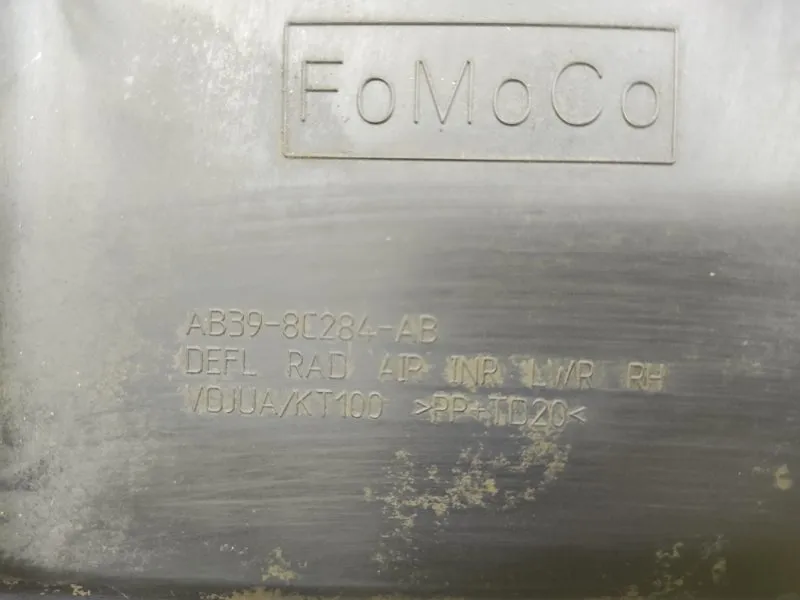 FoMoCo
AB39-8C284-AB
DEFL RAD AIR INR LWR RH
VDJUA/KT100 >PP+TD20<